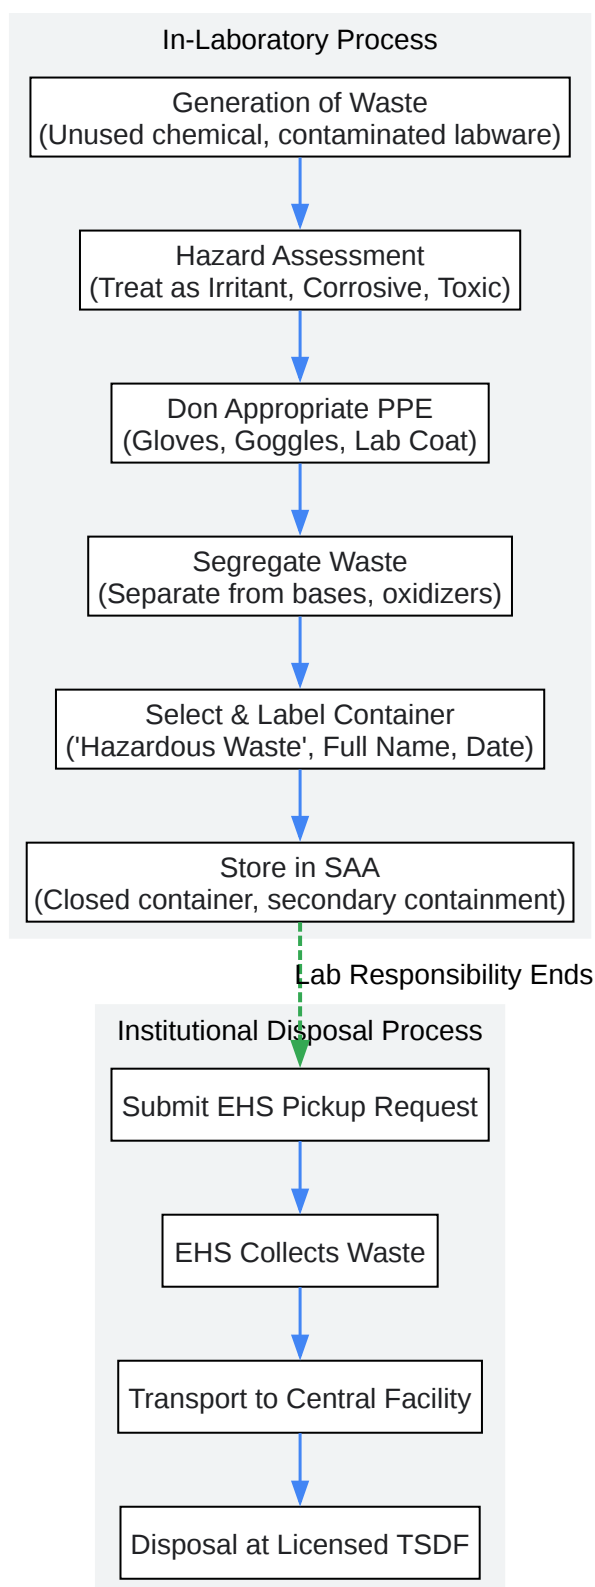 In-Laboratory Process
Generation of Waste
(Unused chemical, contaminated labware)
Hazard Assessment
(Treat as Irritant, Corrosive, Toxic)
Don Appropriate PPE
(Gloves, Goggles, Lab Coat)
Segregate Waste
(Separate from bases, oxidizers)
Select & Label Container
('Hazardous Waste', Full Name, Date)
Store in SAA
(Closed container, secondary containment)
Lab Responsibility Ends
Institutional Disposal Process
Submit EHS Pickup Request
EHS Collects Waste
Transport to Central Facility
Disposal at Licensed TSDF